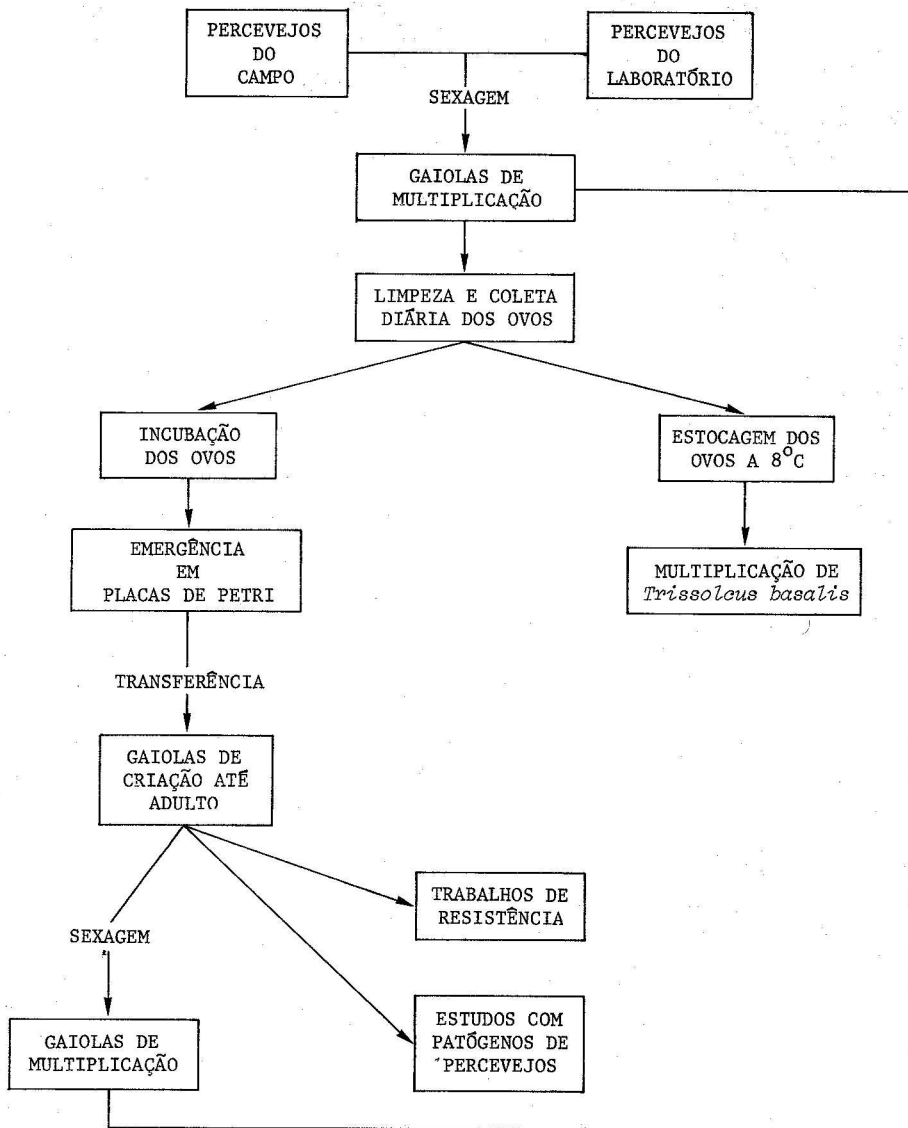 PERCEVEJOS
DO
CAMPO
PERCEVEJOS
DO
LABORATÓRIO
SEXAGEM
GAIOLAS DE
MULTIPLICAÇÃO
LIMPEZA E COLETA
DIÁRIA DOS OVOS
INCUBAÇÃO
DOS OVOS
ESTOCAGEM DOS
OVOS A 8°C
EMERGÊNCIA
EM
PLACAS DE PETRI
MULTIPLICAÇÃO DE
Trissolcus basalis
TRANSFERÊNCIA
GAIOLAS DE
CRIAÇÃO ATÉ
ADULTO
TRABALHOS DE
RESISTÊNCIA
SEXAGEM
GAIOLAS DE
MULTIPLICAÇÃO
ESTUDOS COM
PATÓGENOS DE
PERCEVEJOS